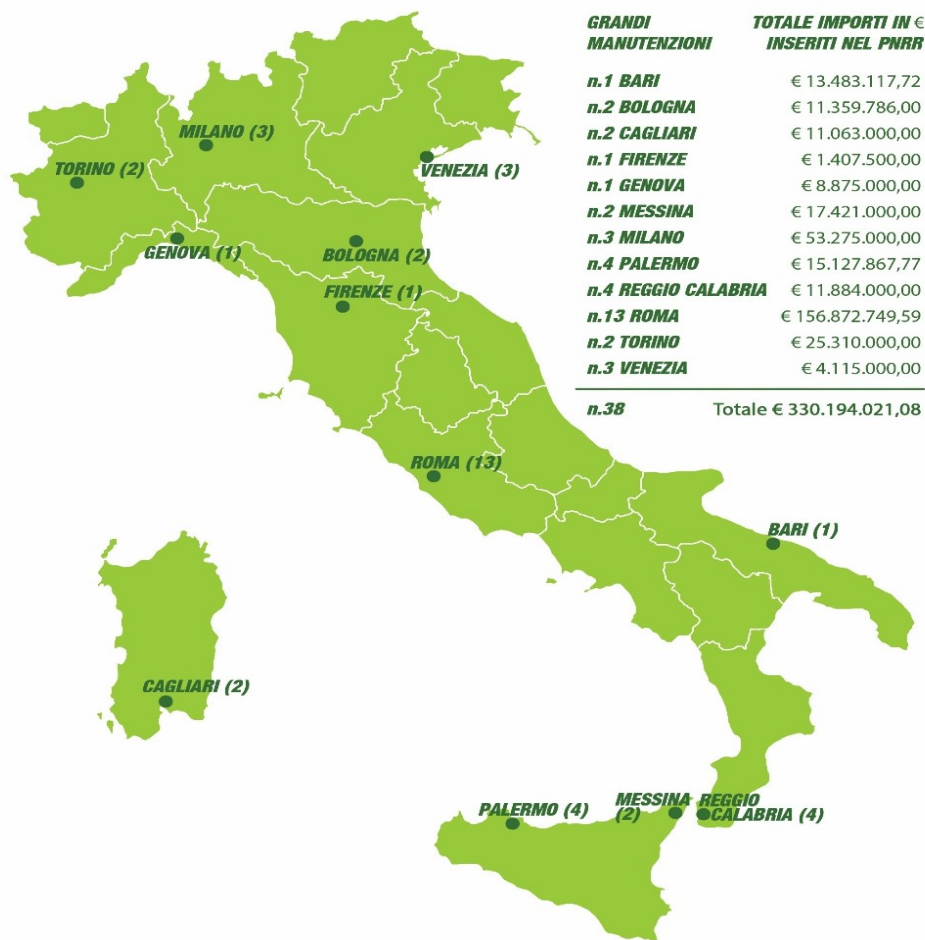 GRANDI TOTALE IMPORTI IN €
MANUTENZIONI INSERITI NEL PNRR
n.1 BARI € 13.483.117,72
n.2 BOLOGNA € 11.359.786,00
n.2 CAGLIARI € 11.063.000,00
n.1 FIRENZE € 1.407.500,00
n.1 GENOVA € 8.875.000,00
n.2 MESSINA € 17.421.000,00
n.3 MILANO € 53.275.000,00
n.4 PALERMO € 15.127.867,77
n.4 REGGIO CALABRIA € 11.884.000,00
n.13 ROMA € 156.872.749,59
n.2 TORINO € 25.310.000,00
n.3 VENEZIA € 4.115.000,00
n.38 Totale € 330.194.021,08
MILANO (3)
TORINO (2)
VENEZIA (3)
GENOVA (1)
BOLOGNA (2)
FIRENZE (1)
ROMA (13)
BARI (1)
CAGLIARI (2)
PALERMO (4)
MESSINA
(2)
REGGIO
CALABRIA (4)